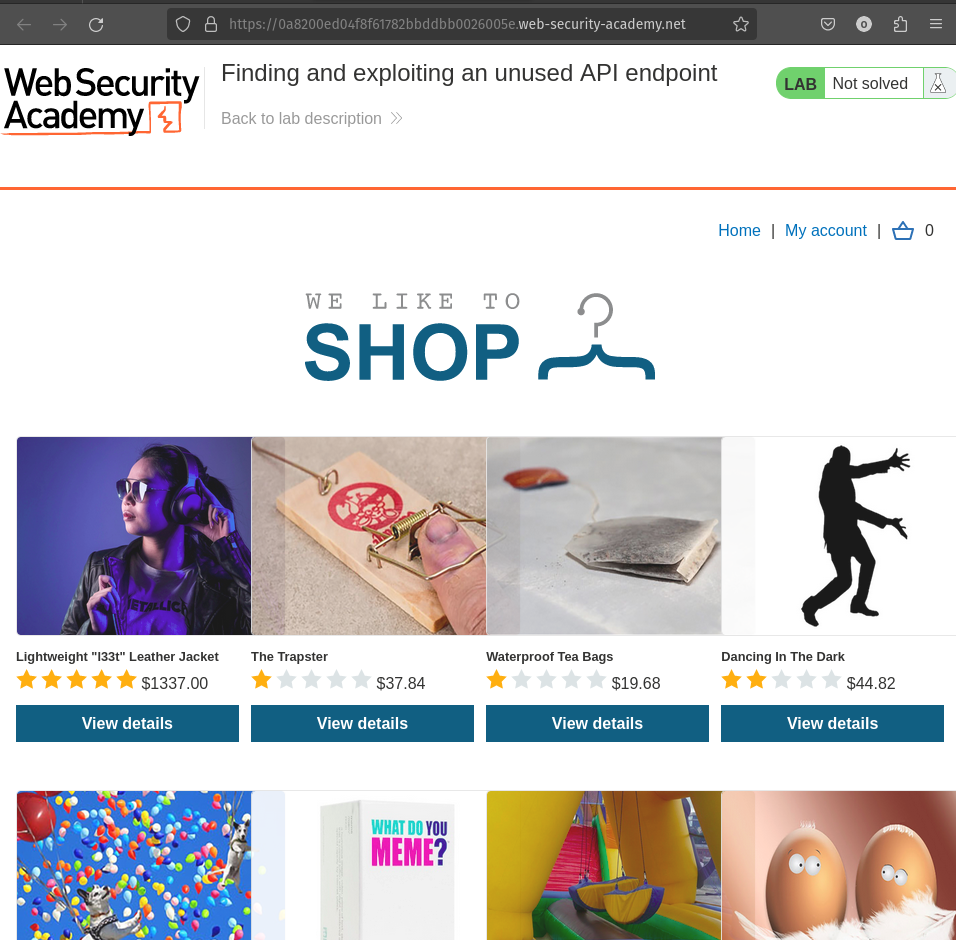 https://0a8200ed04f8f61782bbddbb0026005e.web-security-academy.net
Web Security
Academy
Finding and exploiting an unused API endpoint
Back to lab description
LAB Not solved
Home | My account | 0
WE LIKE TO
SHOP
METALLICA
Lightweight "l33t" Leather Jacket
$1337.00
View details
The Trapster
$37.84
View details
Waterproof Tea Bags
$19.68
View details
Dancing In The Dark
$44.82
View details
WHAT DO YOU
MEME?